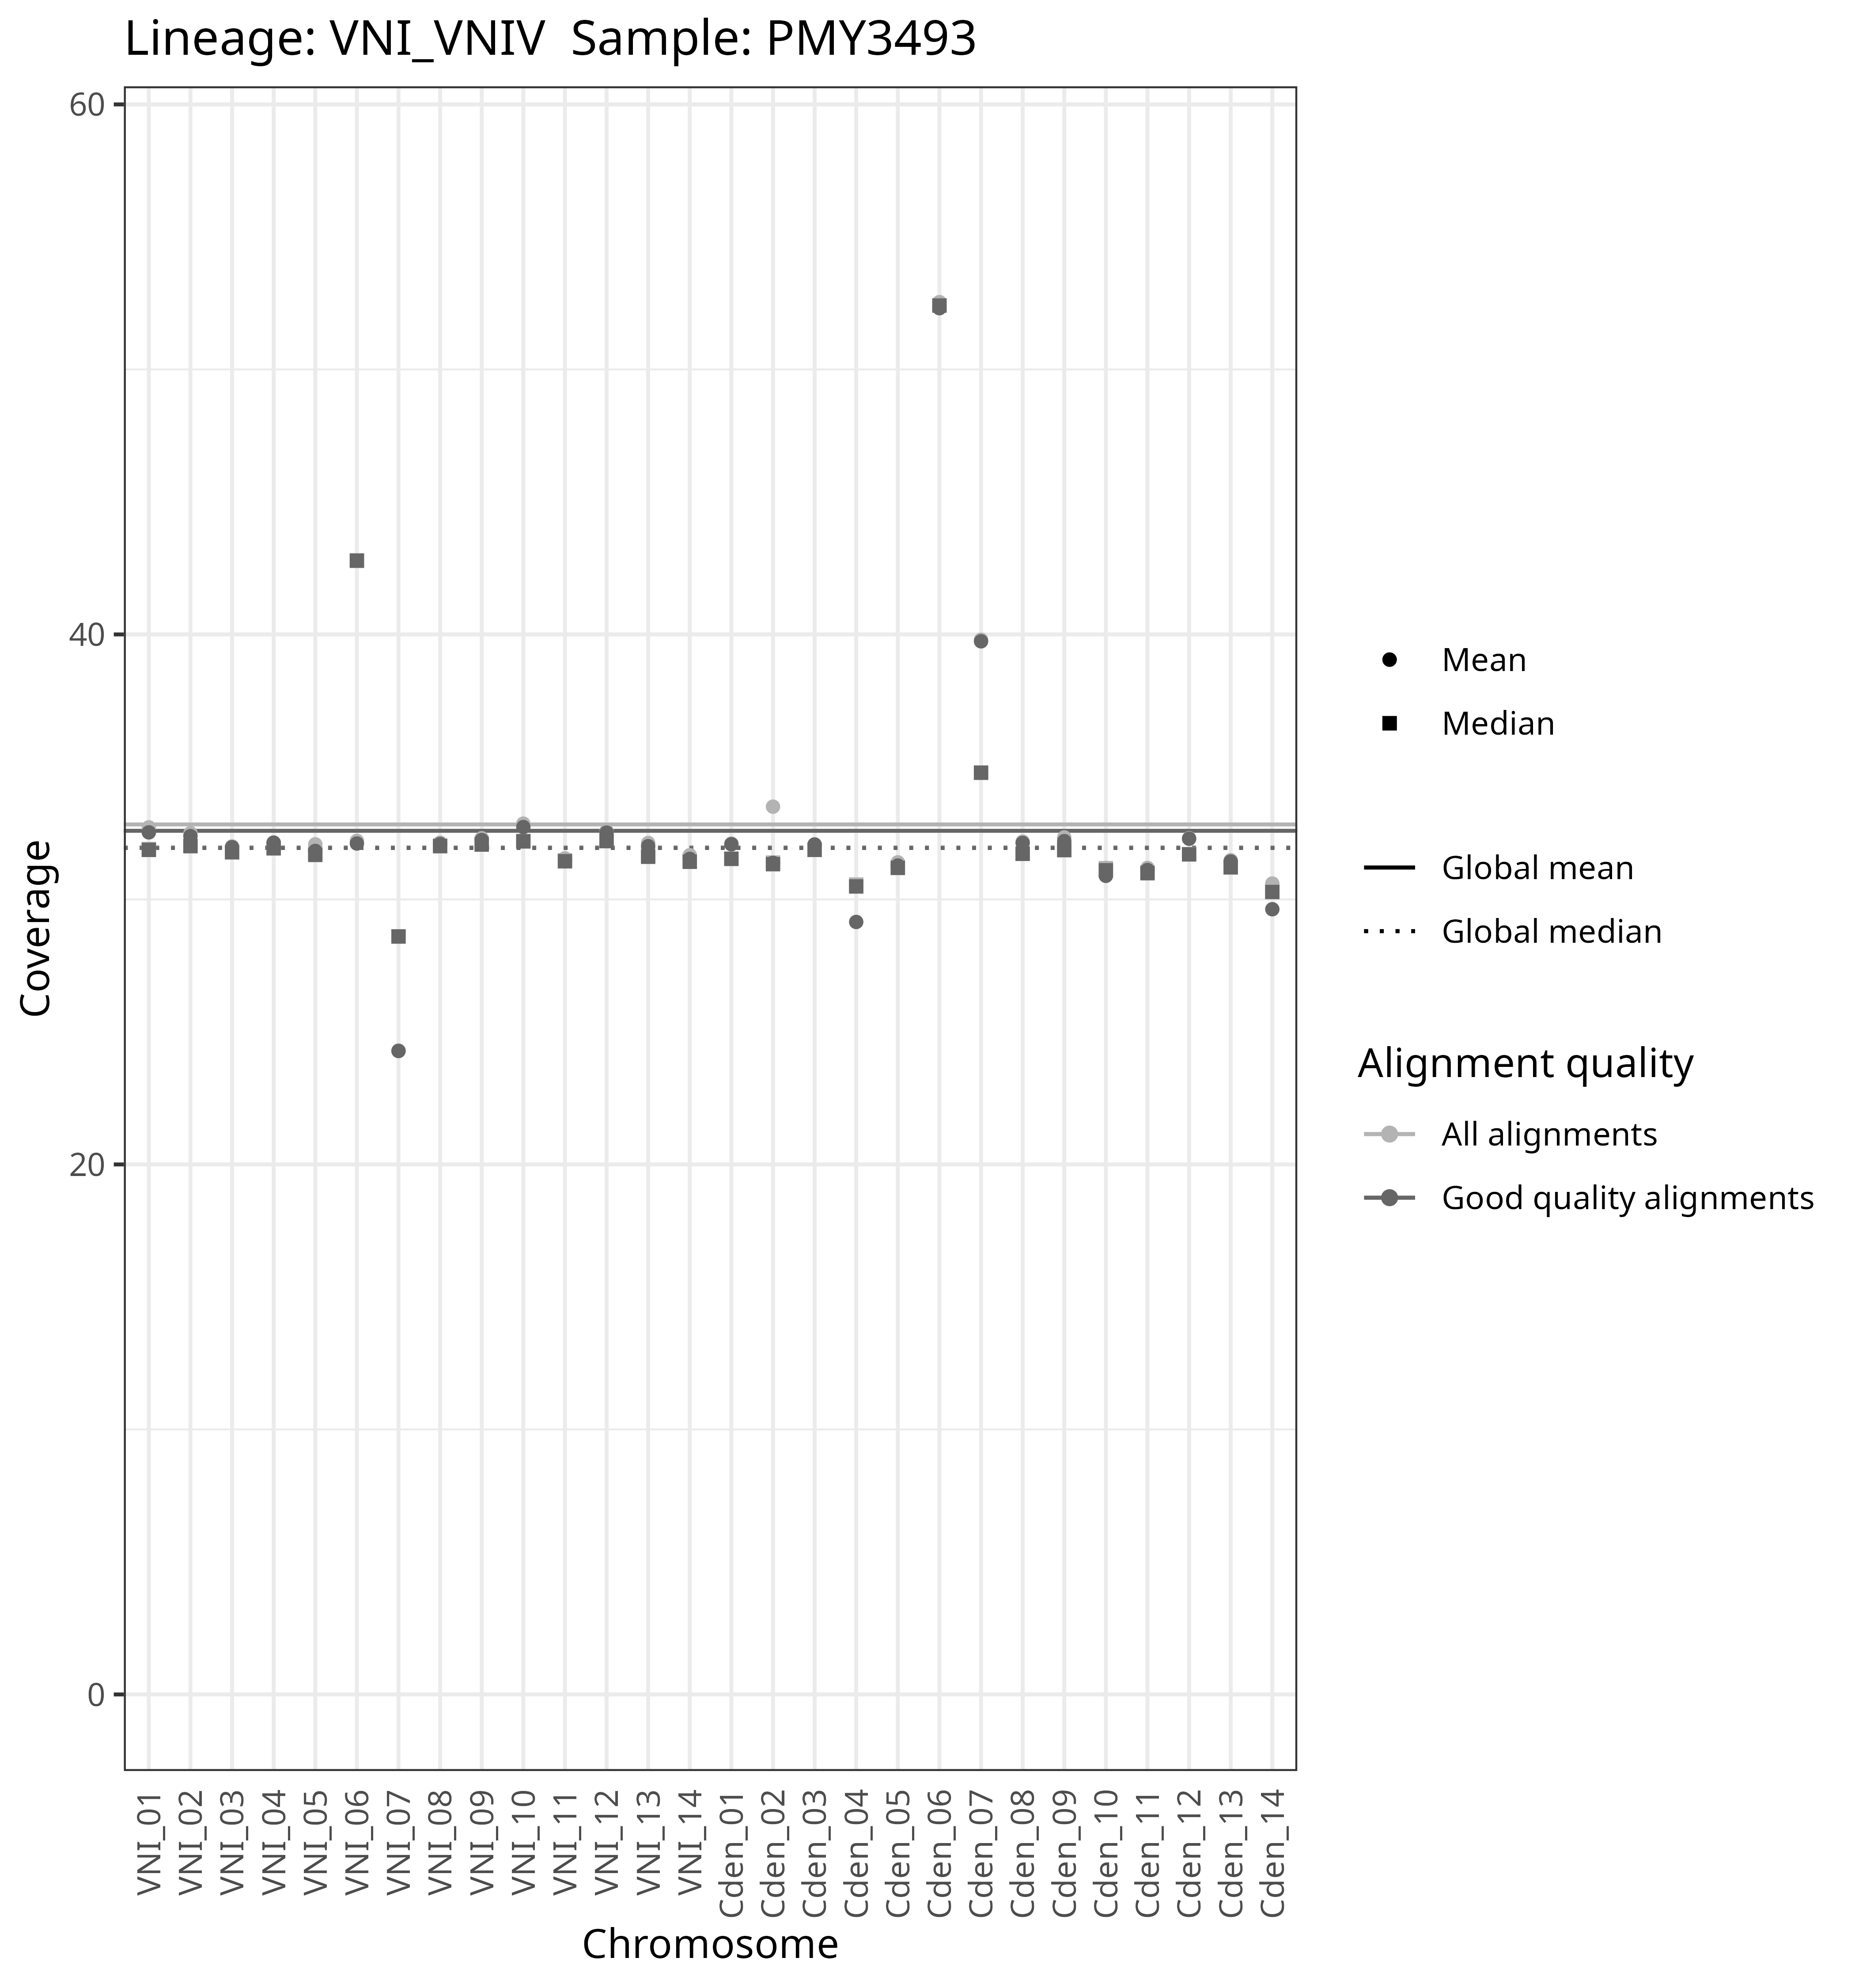 Lineage: VNI_VNIV  Sample: PMY3493
60
40
20
0
Coverage
VNI_01
VNI_02
VNI_03
VNI_04
VNI_05
VNI_06
VNI_07
VNI_08
VNI_09
VNI_10
VNI_11
VNI_12
VNI_13
VNI_14
Cden_01
Cden_02
Cden_03
Cden_04
Cden_05
Cden_06
Cden_07
Cden_08
Cden_09
Cden_10
Cden_11
Cden_12
Cden_13
Cden_14
Chromosome
Mean
Median
Global mean
Global median
Alignment quality
All alignments
Good quality alignments